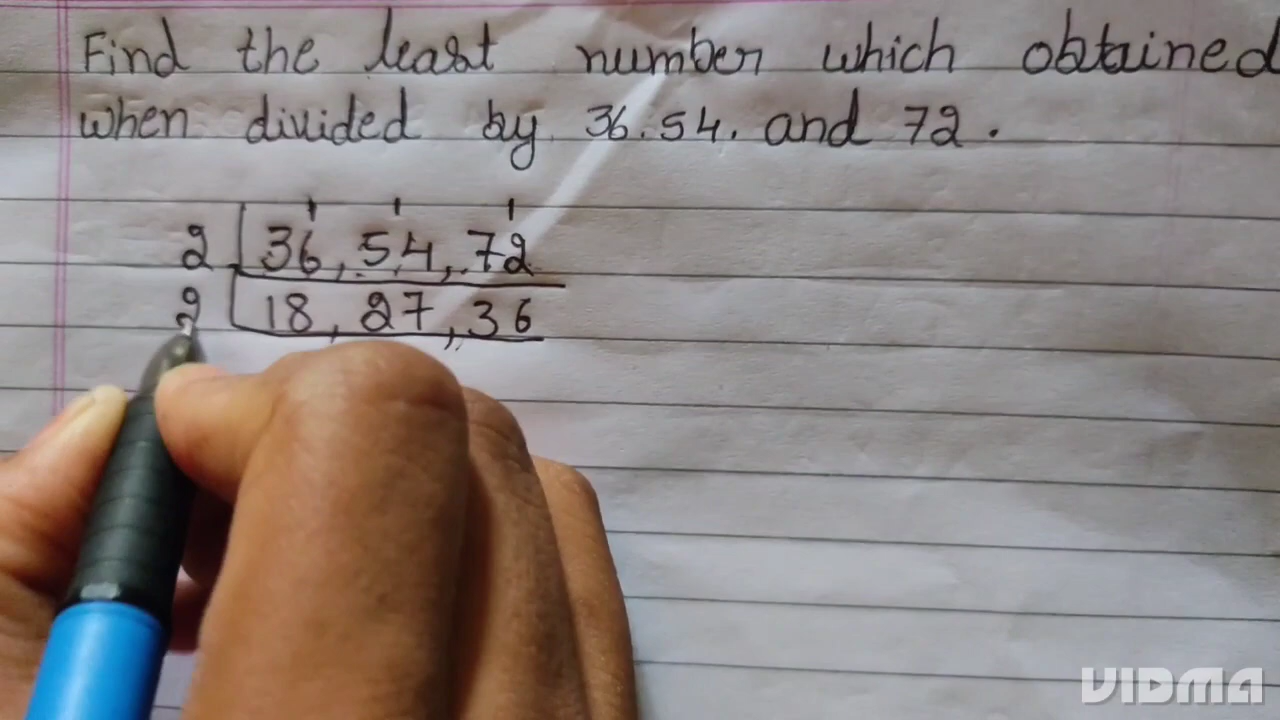 Find the least number which obtained
when divided by 36.54. and 72.
2 36, 54, 72
2 18, 27, 36
VIDMA